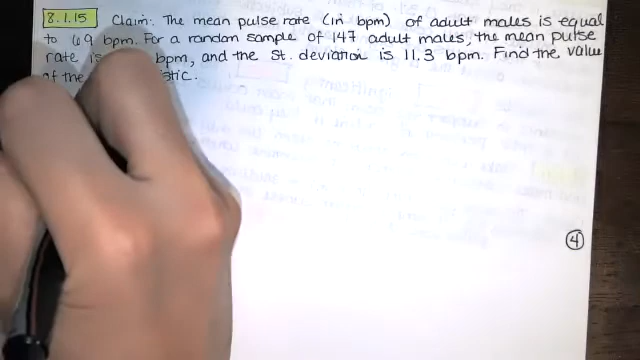 8.1.15 Claim: The mean pulse rate (in bpm) of adult males is equal
to 69 bpm. For a random sample of 147 adult males, the mean pulse
rate is bpm, and the st. deviation is 11.3 bpm. Find the value
of the
4